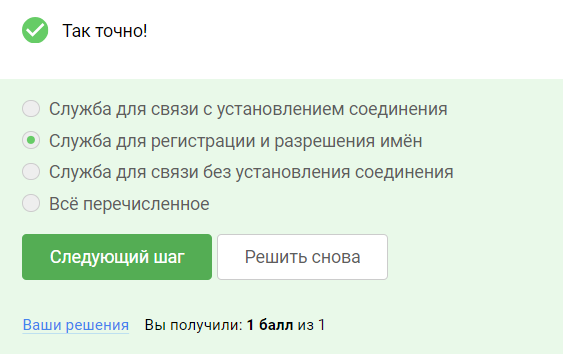 Так точно!
Служба для связи с установлением соединения
Служба для регистрации и разрешения имён
Служба для связи без установления соединения
Всё перечисленное
Следующий шаг Решить снова
Ваши решения Вы получили: 1 балл из 1